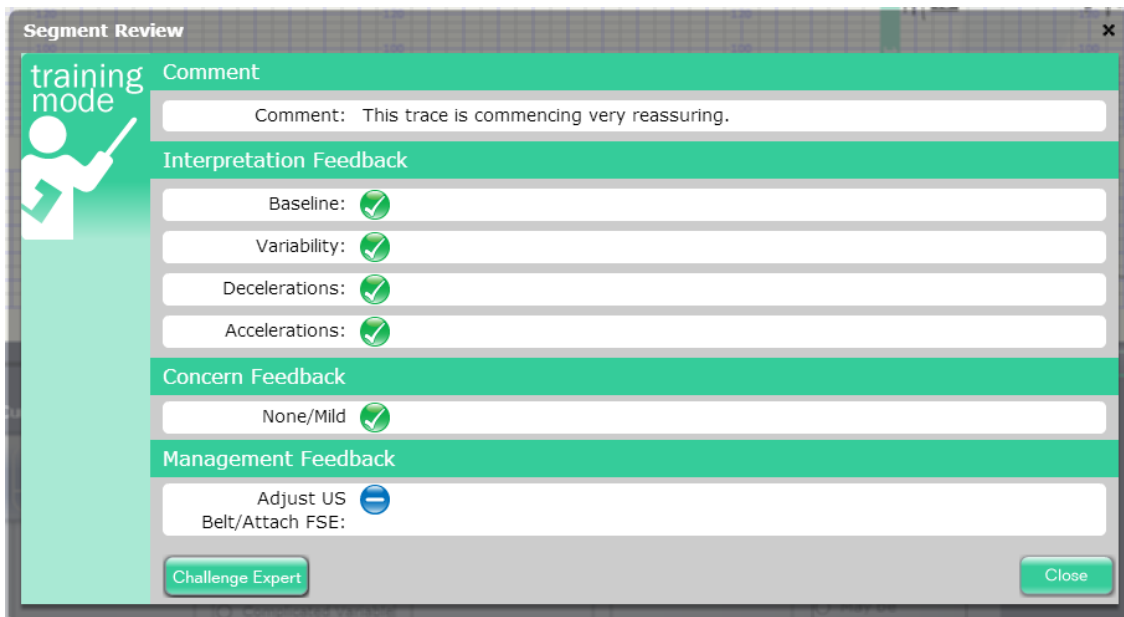 Segment Review
training
mode
Comment
Comment: This trace is commencing very reassuring.
Interpretation Feedback
Baseline:
Variability:
Decelerations:
Accelerations:
Concern Feedback
None/Mild
Management Feedback
Adjust US
Belt/Attach FSE:
Challenge Expert
Close